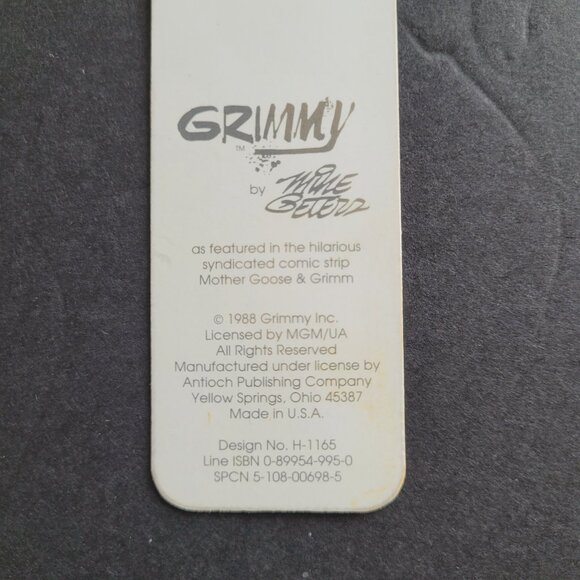 GRIMMY
TM
by Mike Peters
as featured in the hilarious
syndicated comic strip
Mother Goose & Grimm
© 1988 Grimmy Inc.
Licensed by MGM/UA
All Rights Reserved
Manufactured under license by
Antioch Publishing Company
Yellow Springs, Ohio 45387
Made in U.S.A.
Design No. H-1165
Line ISBN 0-89954-995-0
SPCN 5-108-00698-5